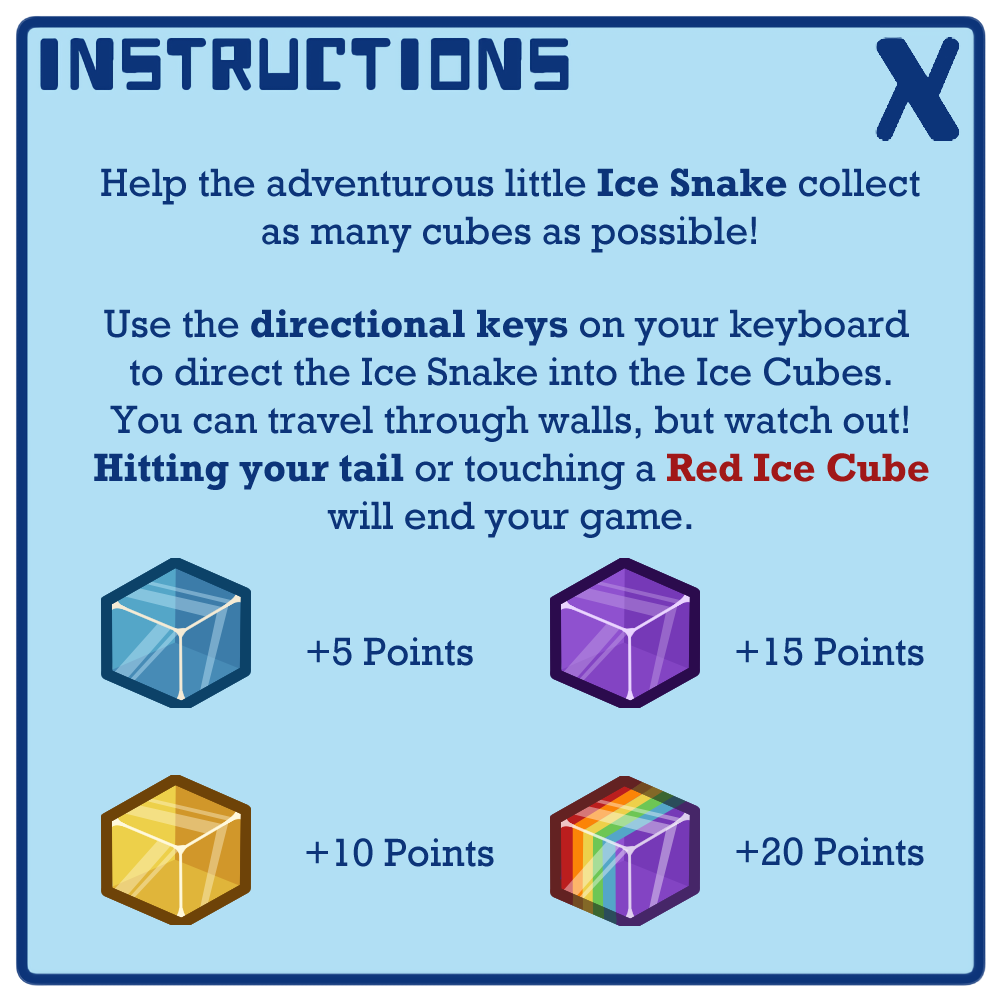 INSTRUCTIONS
X
Help the adventurous little Ice Snake collect
as many cubes as possible!
Use the directional keys on your keyboard
to direct the Ice Snake into the Ice Cubes.
You can travel through walls, but watch out!
Hitting your tail or touching a Red Ice Cube
will end your game.
+5 Points
+15 Points
+10 Points
+20 Points